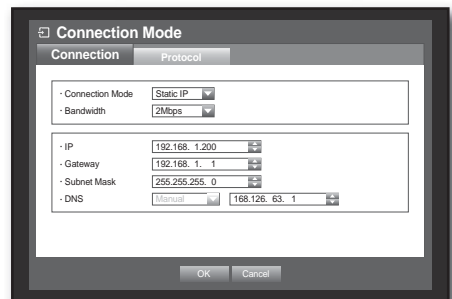 Connection Mode
Connection Protocol
· Connection Mode Static IP
· Bandwidth 2Mbps
· IP 192.168. 1.200
· Gateway 192.168. 1. 1
· Subnet Mask 255.255.255. 0
· DNS Manual 168.126. 63. 1
OK Cancel